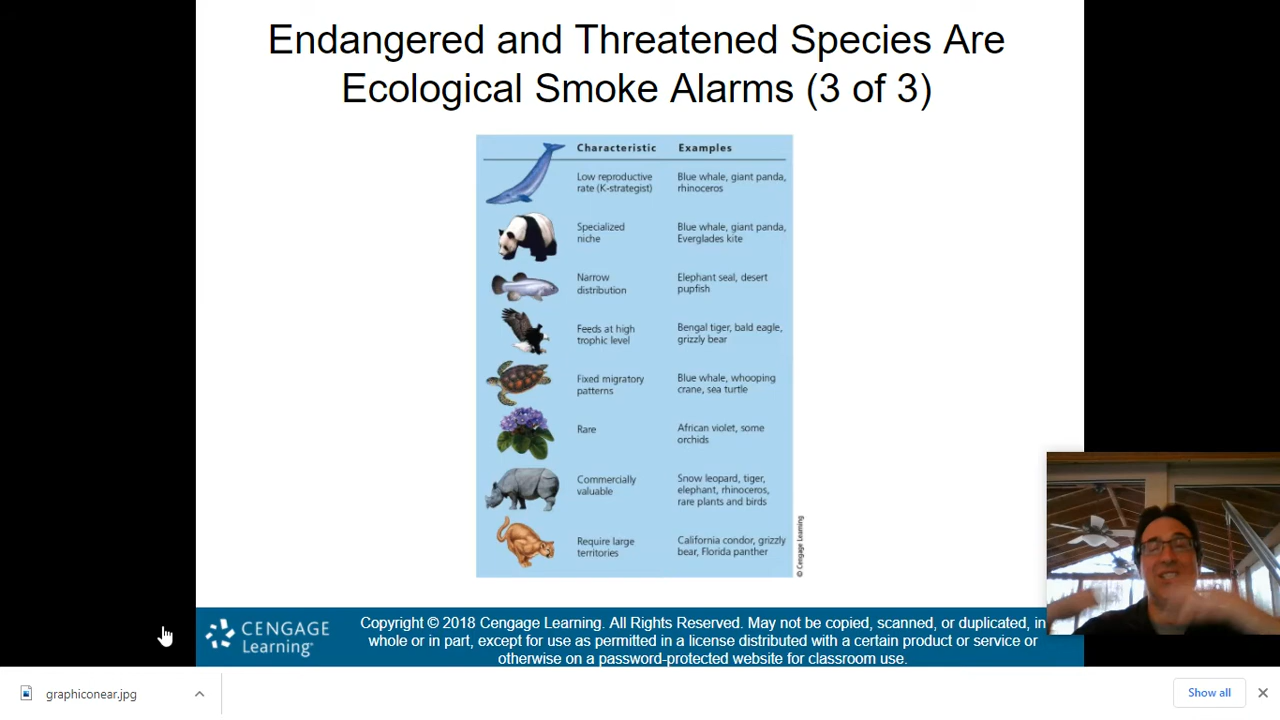 Endangered and Threatened Species Are
Ecological Smoke Alarms (3 of 3)
Characteristic Examples
Low reproductive Blue whale, giant panda,
rate (K-strategist) rhinoceros
Specialized Blue whale, giant panda,
niche Everglades kite
Narrow Elephant seal, desert
distribution pupfish
Feeds at high Bengal tiger, bald eagle,
trophic level grizzly bear
Fixed migratory Blue whale, whooping
patterns crane, sea turtle
Rare African violet, some
orchids
Commercially Snow leopard, tiger,
valuable elephant, rhinoceros,
rare plants and birds
Require large California condor, grizzly
territories bear, Florida panther
© Cengage Learning
CENGAGE
Learning™
Copyright © 2018 Cengage Learning. All Rights Reserved. May not be copied, scanned, or duplicated, in
whole or in part, except for use as permitted in a license distributed with a certain product or service or
otherwise on a password-protected website for classroom use.
graphiconear.jpg
Show all